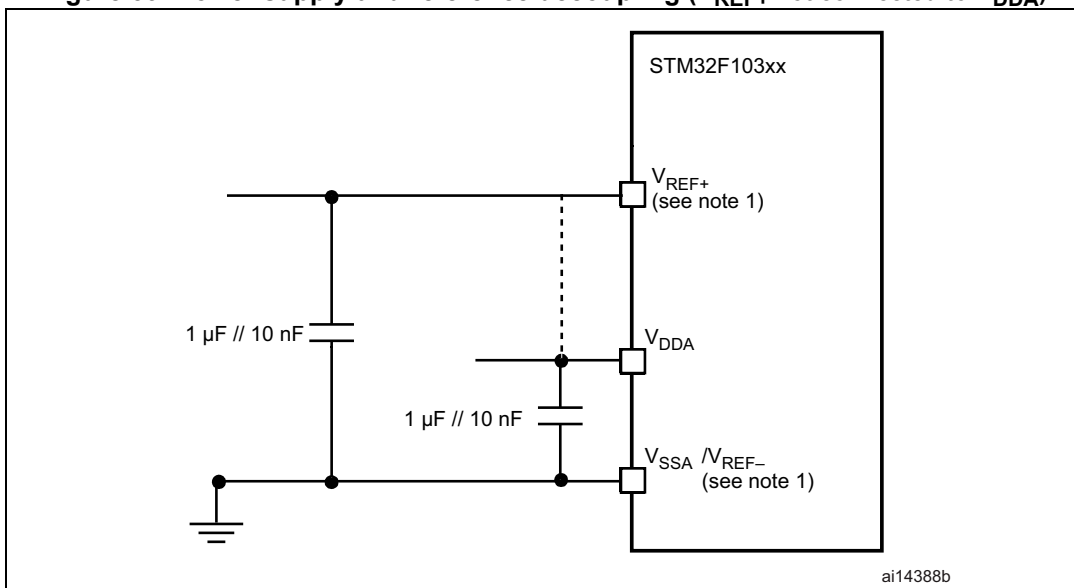 STM32F103xx
VREF+
(see note 1)
1 µF // 10 nF
VDDA
1 µF // 10 nF
VSSA /VREF–
(see note 1)
ai14388b